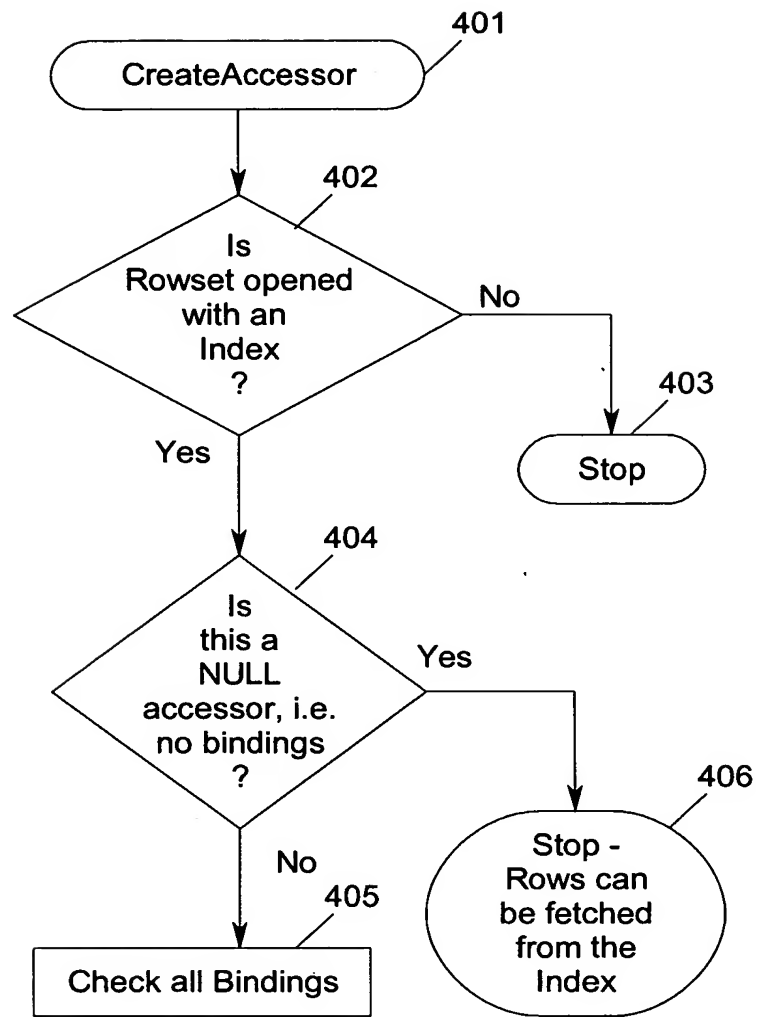 401
CreateAccessor
402
Is
Rowset opened
with an
Index
?
No
403
Stop
Yes
404
Is
this a
NULL
accessor, i.e.
no bindings
?
Yes
406
Stop -
Rows can
be fetched
from the
Index
No
405
Check all Bindings